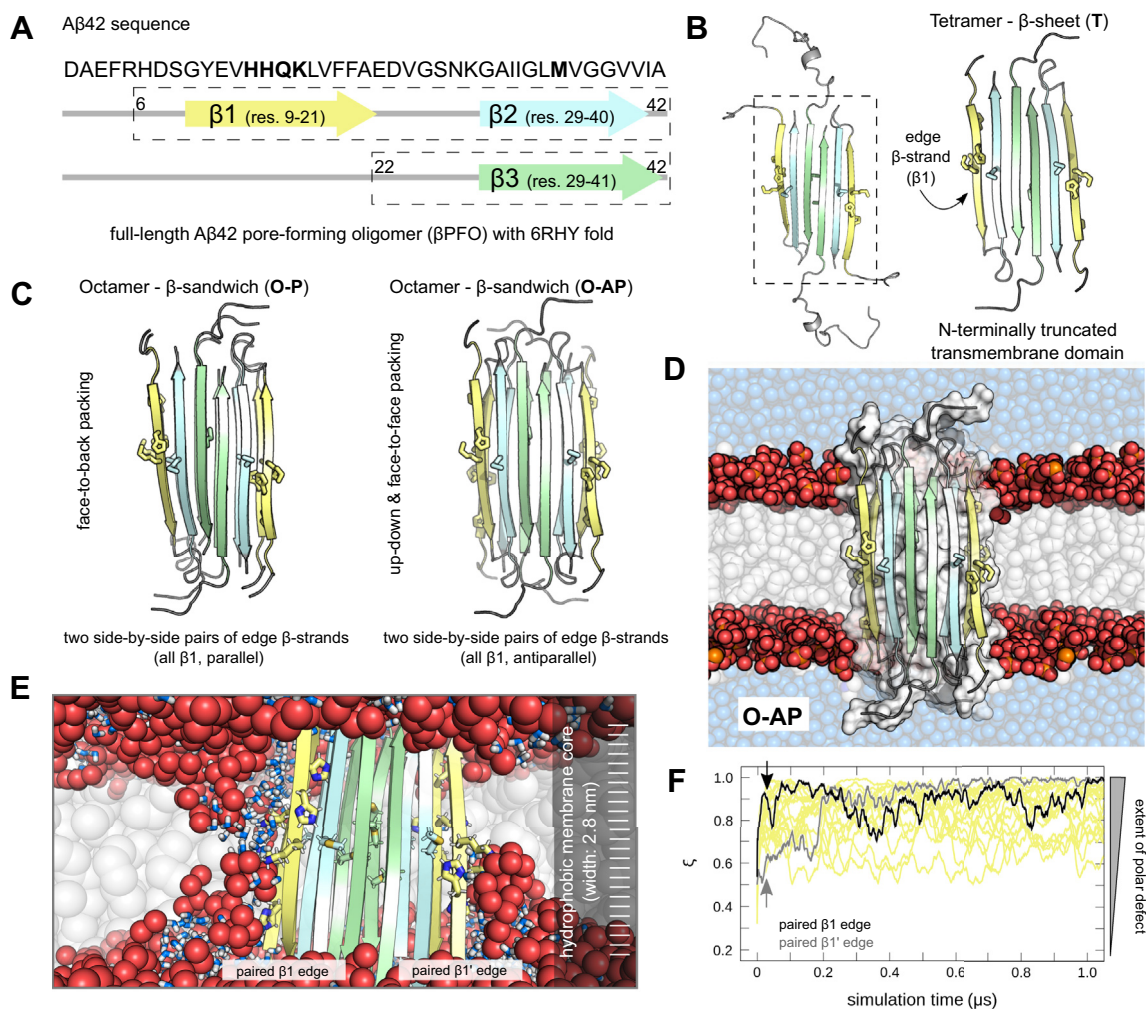 A
Aβ42 sequence
DAEFRHDSGYEVHHQKLVFFAEDVGSNKGAIIGLMVGGVVIA
6
β1 (res. 9-21)
β2 (res. 29-40)
42
22
β3 (res. 29-41)
42
full-length Aβ42 pore-forming oligomer (βPFO) with 6RHY fold
B
Tetramer - β-sheet (T)
edge
β-strand
(β1)
N-terminally truncated
transmembrane domain
C
Octamer - β-sandwich (O-P)
face-to-back packing
two side-by-side pairs of edge β-strands
(all β1, parallel)
Octamer - β-sandwich (O-AP)
up-down & face-to-face packing
two side-by-side pairs of edge β-strands
(all β1, antiparallel)
D
O-AP
E
hydrophobic membrane core
(width: 2.8 nm)
paired β1 edge
paired β1' edge
F
1.0
0.8
0.6
0.4
0.2
ξ
paired β1 edge
paired β1' edge
0
0.2
0.4
0.6
0.8
1.0
simulation time (μs)
extent of polar defect